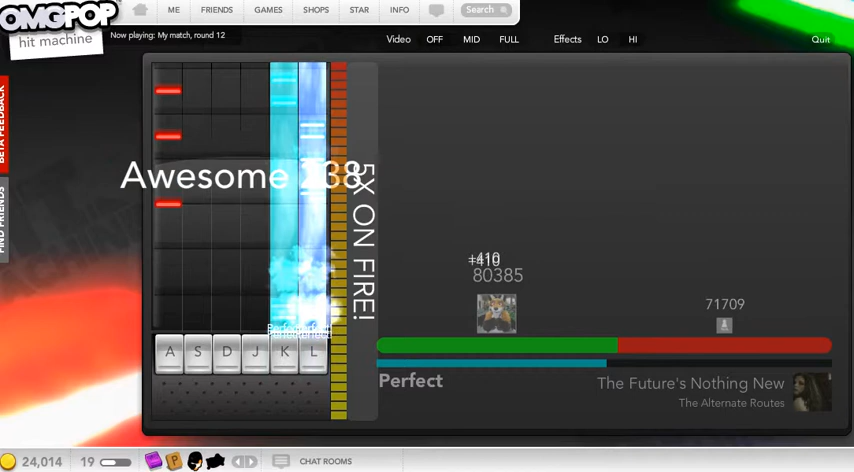 OMGPOP
ME
FRIENDS
GAMES
SHOPS
STAR
INFO
Search
hit machine
Now playing: My match, round 12
Video
OFF
MID
FULL
Effects
LO
HI
Quit
BETA FEEDBACK
FIND FRIENDS
Awesome 238
5X ON FIRE!
+410
80385
71709
A S D J K L
Perfect
The Future's Nothing New
The Alternate Routes
24,014
19
CHAT ROOMS